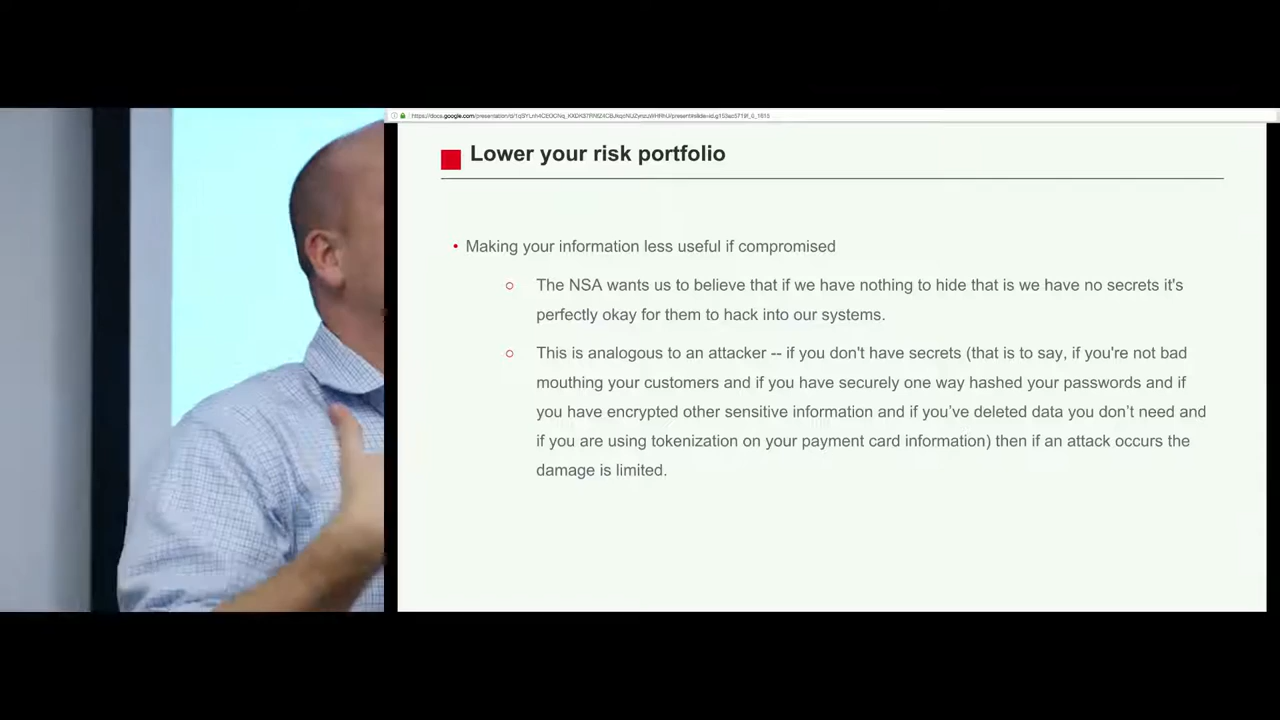 Lower your risk portfolio
• Making your information less useful if compromised
○ The NSA wants us to believe that if we have nothing to hide that is we have no secrets it's
perfectly okay for them to hack into our systems.
○ This is analogous to an attacker -- if you don't have secrets (that is to say, if you're not bad
mouthing your customers and if you have securely one way hashed your passwords and if
you have encrypted other sensitive information and if you’ve deleted data you don’t need and
if you are using tokenization on your payment card information) then if an attack occurs the
damage is limited.